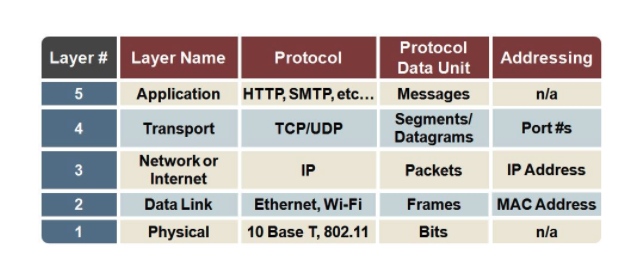 Layer # Layer Name Protocol Protocol Data Unit Addressing
5 Application HTTP, SMTP, etc... Messages n/a
4 Transport TCP/UDP Segments/ Datagrams Port #s
3 Network or Internet IP Packets IP Address
2 Data Link Ethernet, Wi-Fi Frames MAC Address
1 Physical 10 Base T, 802.11 Bits n/a